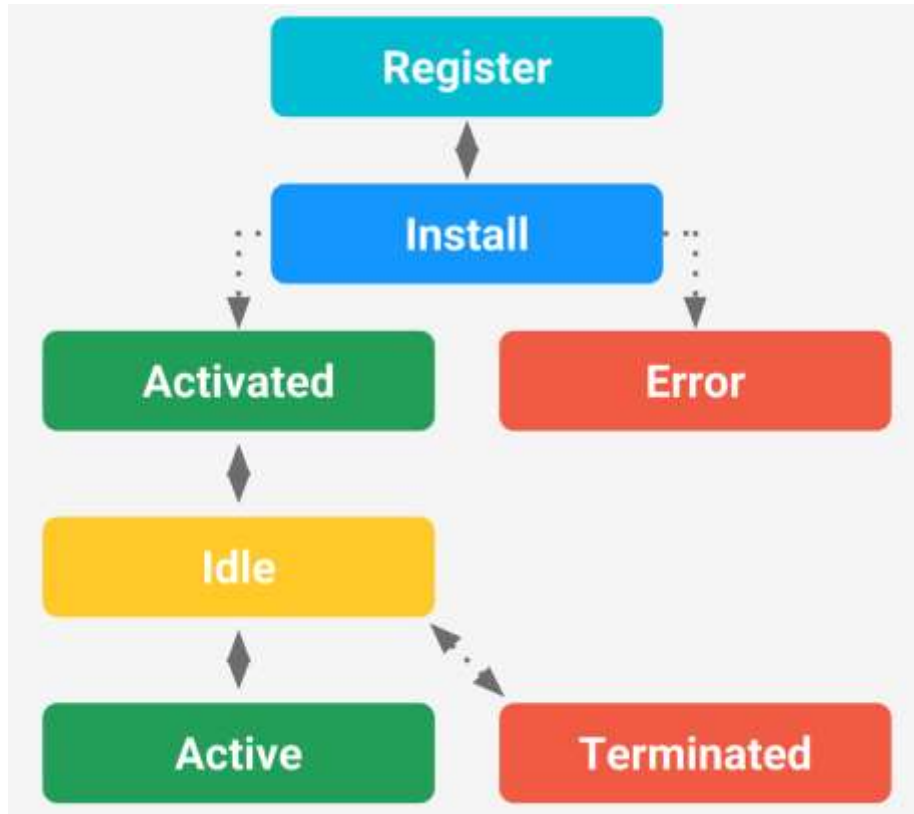 Register
Install
Activated
Error
Idle
Active
Terminated